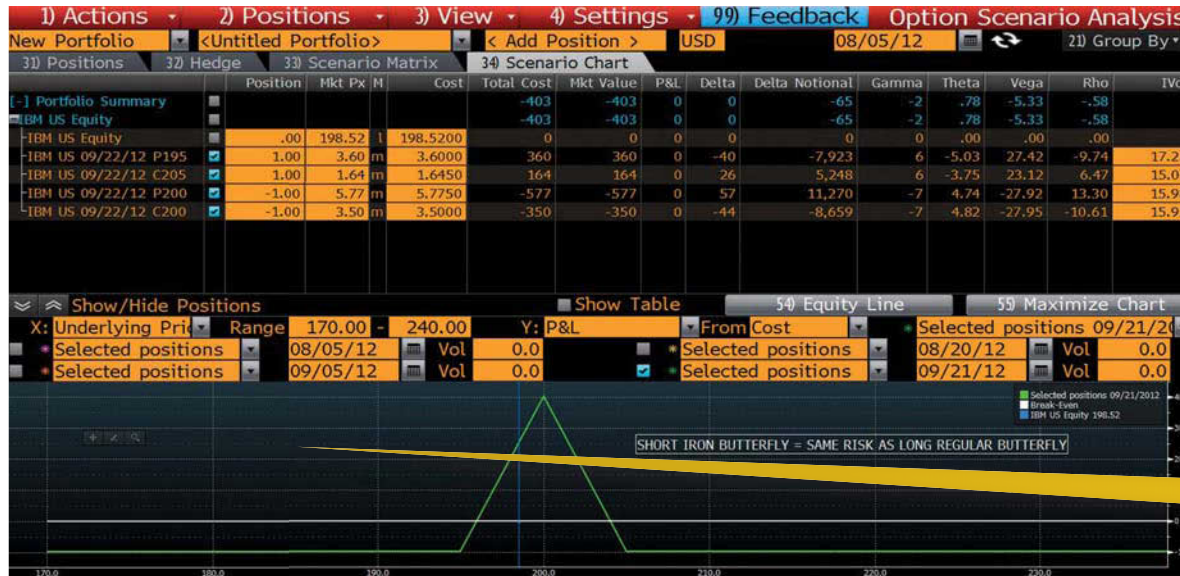 1) Actions 2) Positions 3) View 4) Settings 99) Feedback Option Scenario Analysis
New Portfolio <Untitled Portfolio> < Add Position > USD 08/05/12 21) Group By
31) Positions 32) Hedge 33) Scenario Matrix 34) Scenario Chart
Position Mkt Px M Cost Total Cost Mkt Value P&L Delta Delta Notional Gamma Theta Vega Rho IVo
[-] Portfolio Summary -403 -403 0 0 -65 -2 .78 -5.33 -.58
IBM US Equity -403 -403 0 0 -65 -2 .78 -5.33 -.58
IBM US Equity .00 198.52 l 198.5200 0 0 0 0 0 0 .00 .00 .00
IBM US 09/22/12 P195 1.00 3.60 m 3.6000 360 360 0 -40 -7,923 6 -5.03 27.42 -9.74 17.2
IBM US 09/22/12 C205 1.00 1.64 m 1.6450 164 164 0 26 5,248 6 -3.75 23.12 6.47 15.0
IBM US 09/22/12 P200 -1.00 5.77 m 5.7750 -577 -577 0 57 11,270 -7 4.74 -27.92 13.30 15.9
IBM US 09/22/12 C200 -1.00 3.50 m 3.5000 -350 -350 0 -44 -8,659 -7 4.82 -27.95 -10.61 15.9
Show/Hide Positions Show Table 54) Equity Line 55) Maximize Chart
X: Underlying Pric Range 170.00 - 240.00 Y: P&L From Cost Selected positions 09/21/20
Selected positions 08/05/12 Vol 0.0 Selected positions 08/20/12 Vol 0.0
Selected positions 09/05/12 Vol 0.0 Selected positions 09/21/12 Vol 0.0
Selected positions 09/21/2012
Break-Even
IBM US Equity 198.52
SHORT IRON BUTTERFLY = SAME RISK AS LONG REGULAR BUTTERFLY
170.0 180.0 190.0 200.0 210.0 220.0 230.0